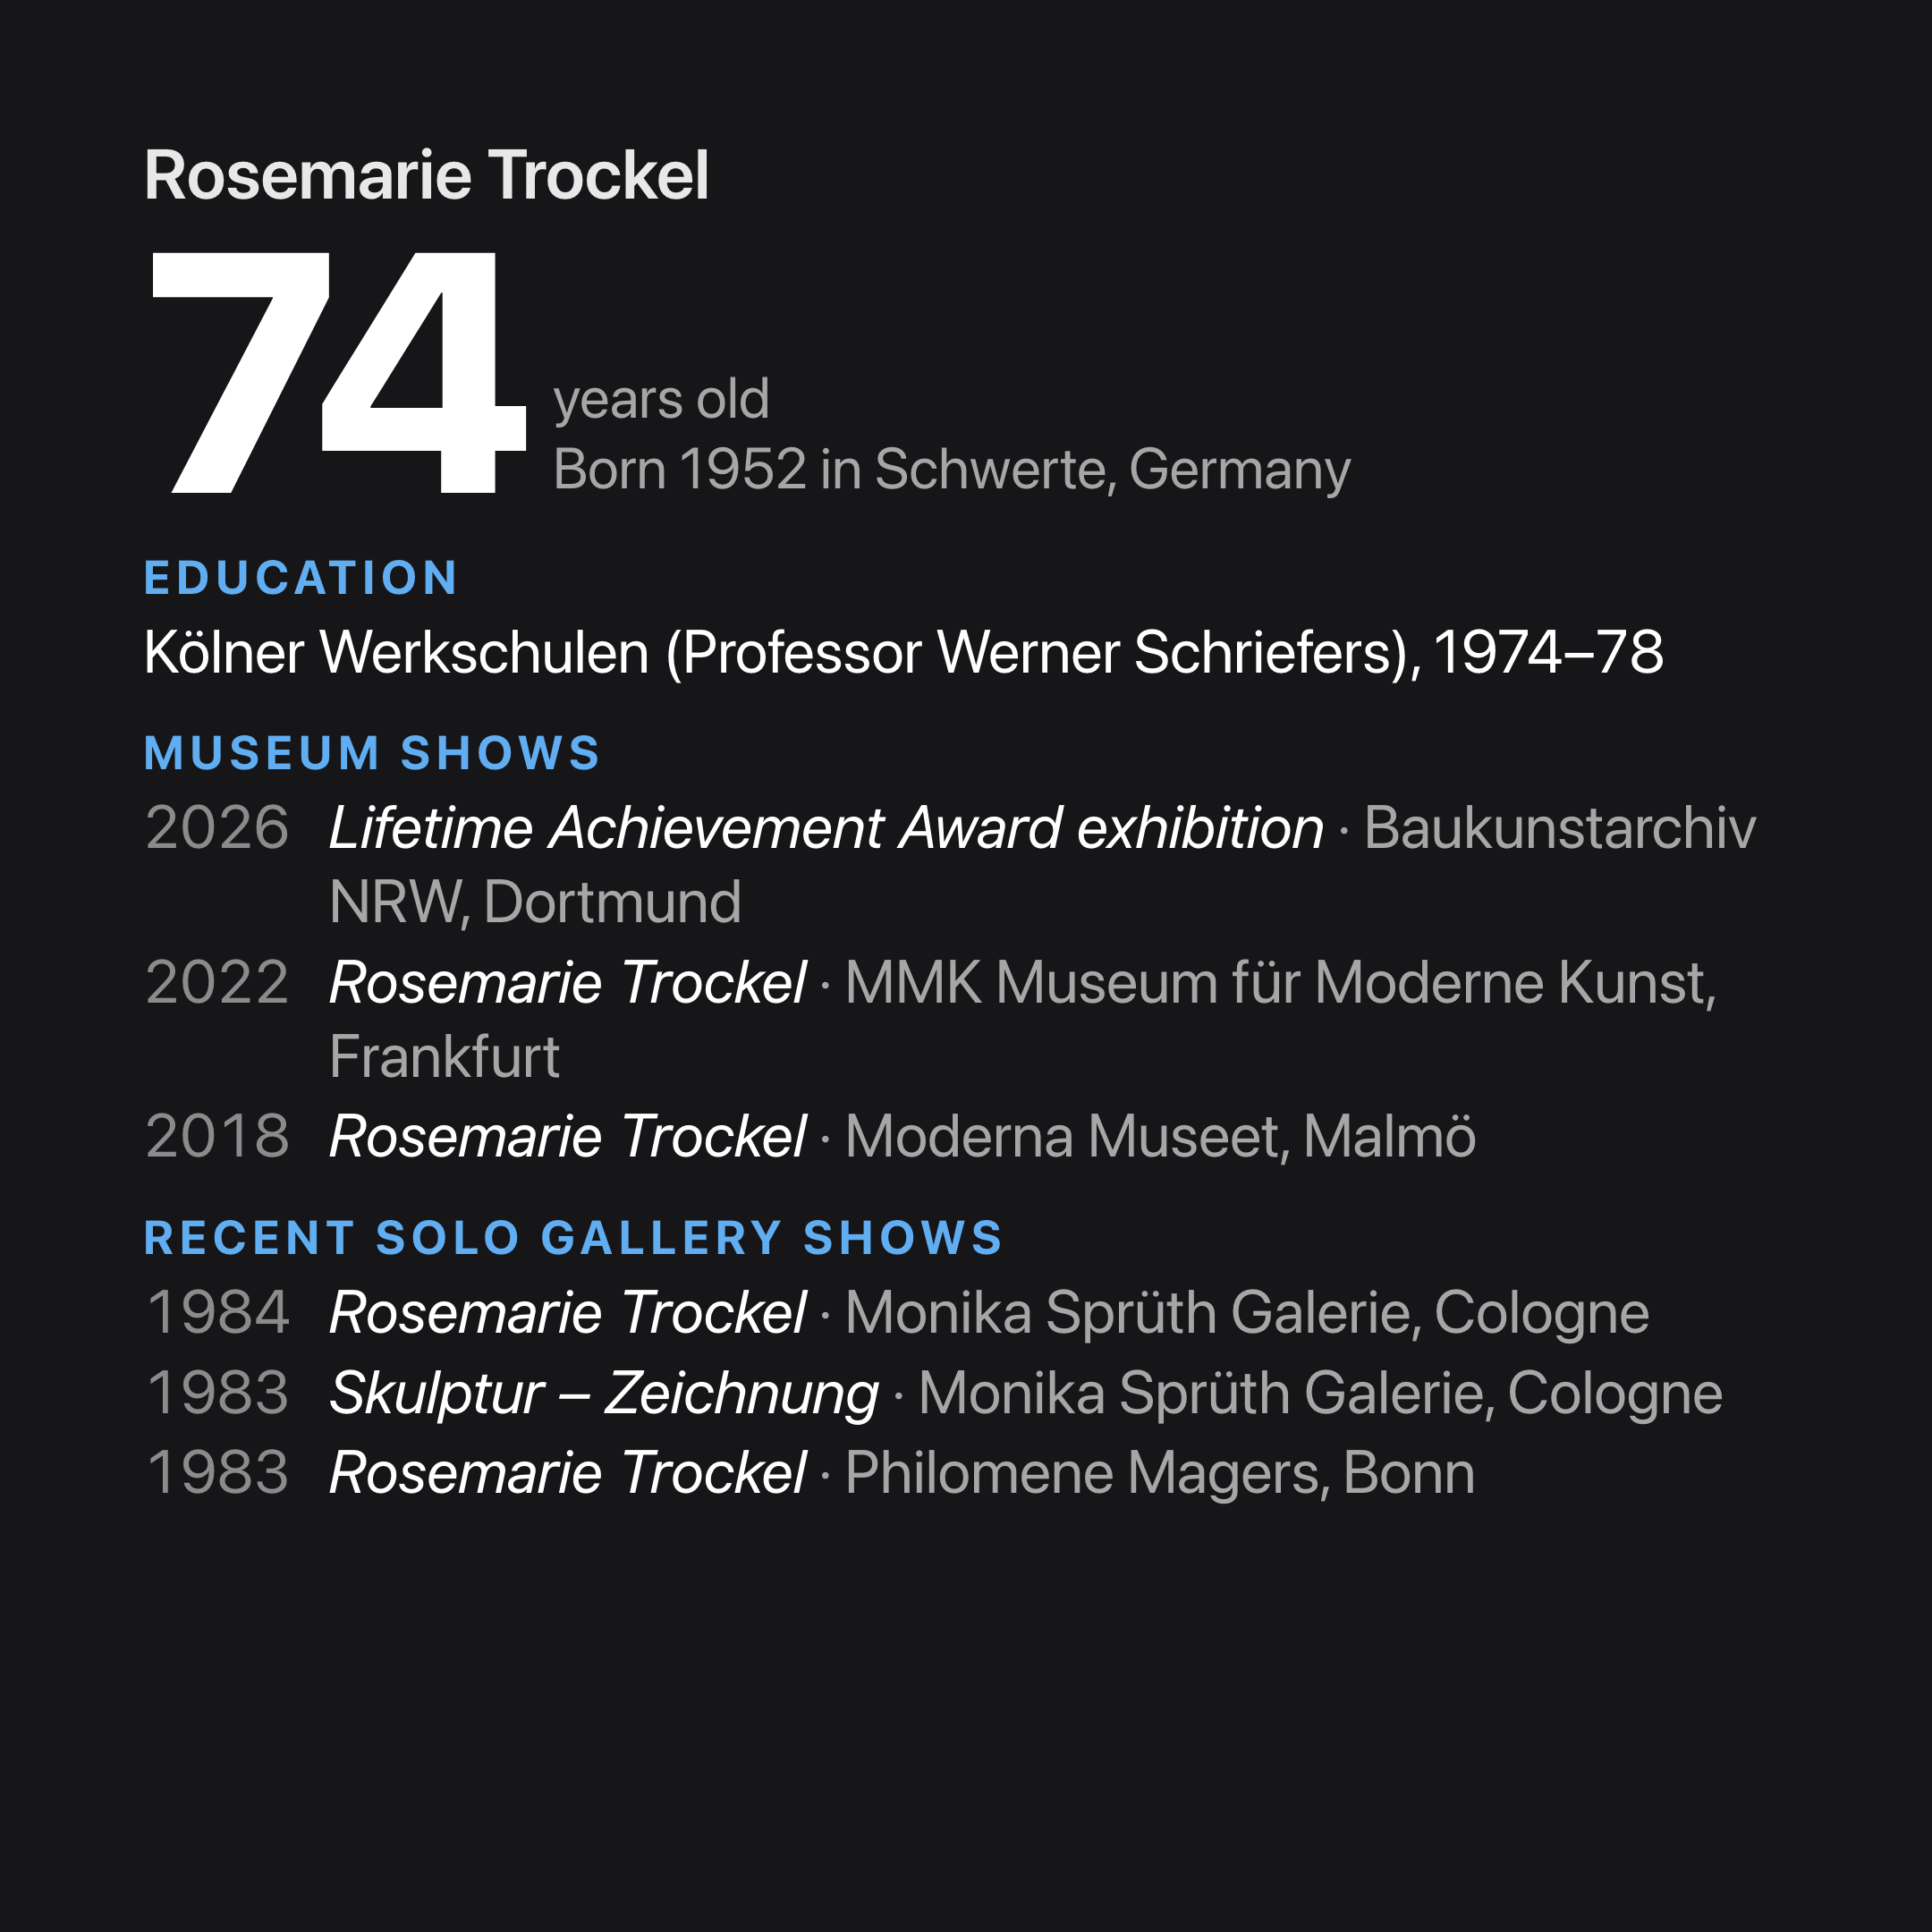 Rosemarie Trockel
74
years old
Born 1952 in Schwerte, Germany
EDUCATION
Kölner Werkschulen (Professor Werner Schriefers), 1974–78
MUSEUM SHOWS
2026 Lifetime Achievement Award exhibition · Baukunstarchiv
NRW, Dortmund
2022 Rosemarie Trockel · MMK Museum für Moderne Kunst,
Frankfurt
2018 Rosemarie Trockel · Moderna Museet, Malmö
RECENT SOLO GALLERY SHOWS
1984 Rosemarie Trockel · Monika Sprüth Galerie, Cologne
1983 Skulptur – Zeichnung · Monika Sprüth Galerie, Cologne
1983 Rosemarie Trockel · Philomene Magers, Bonn